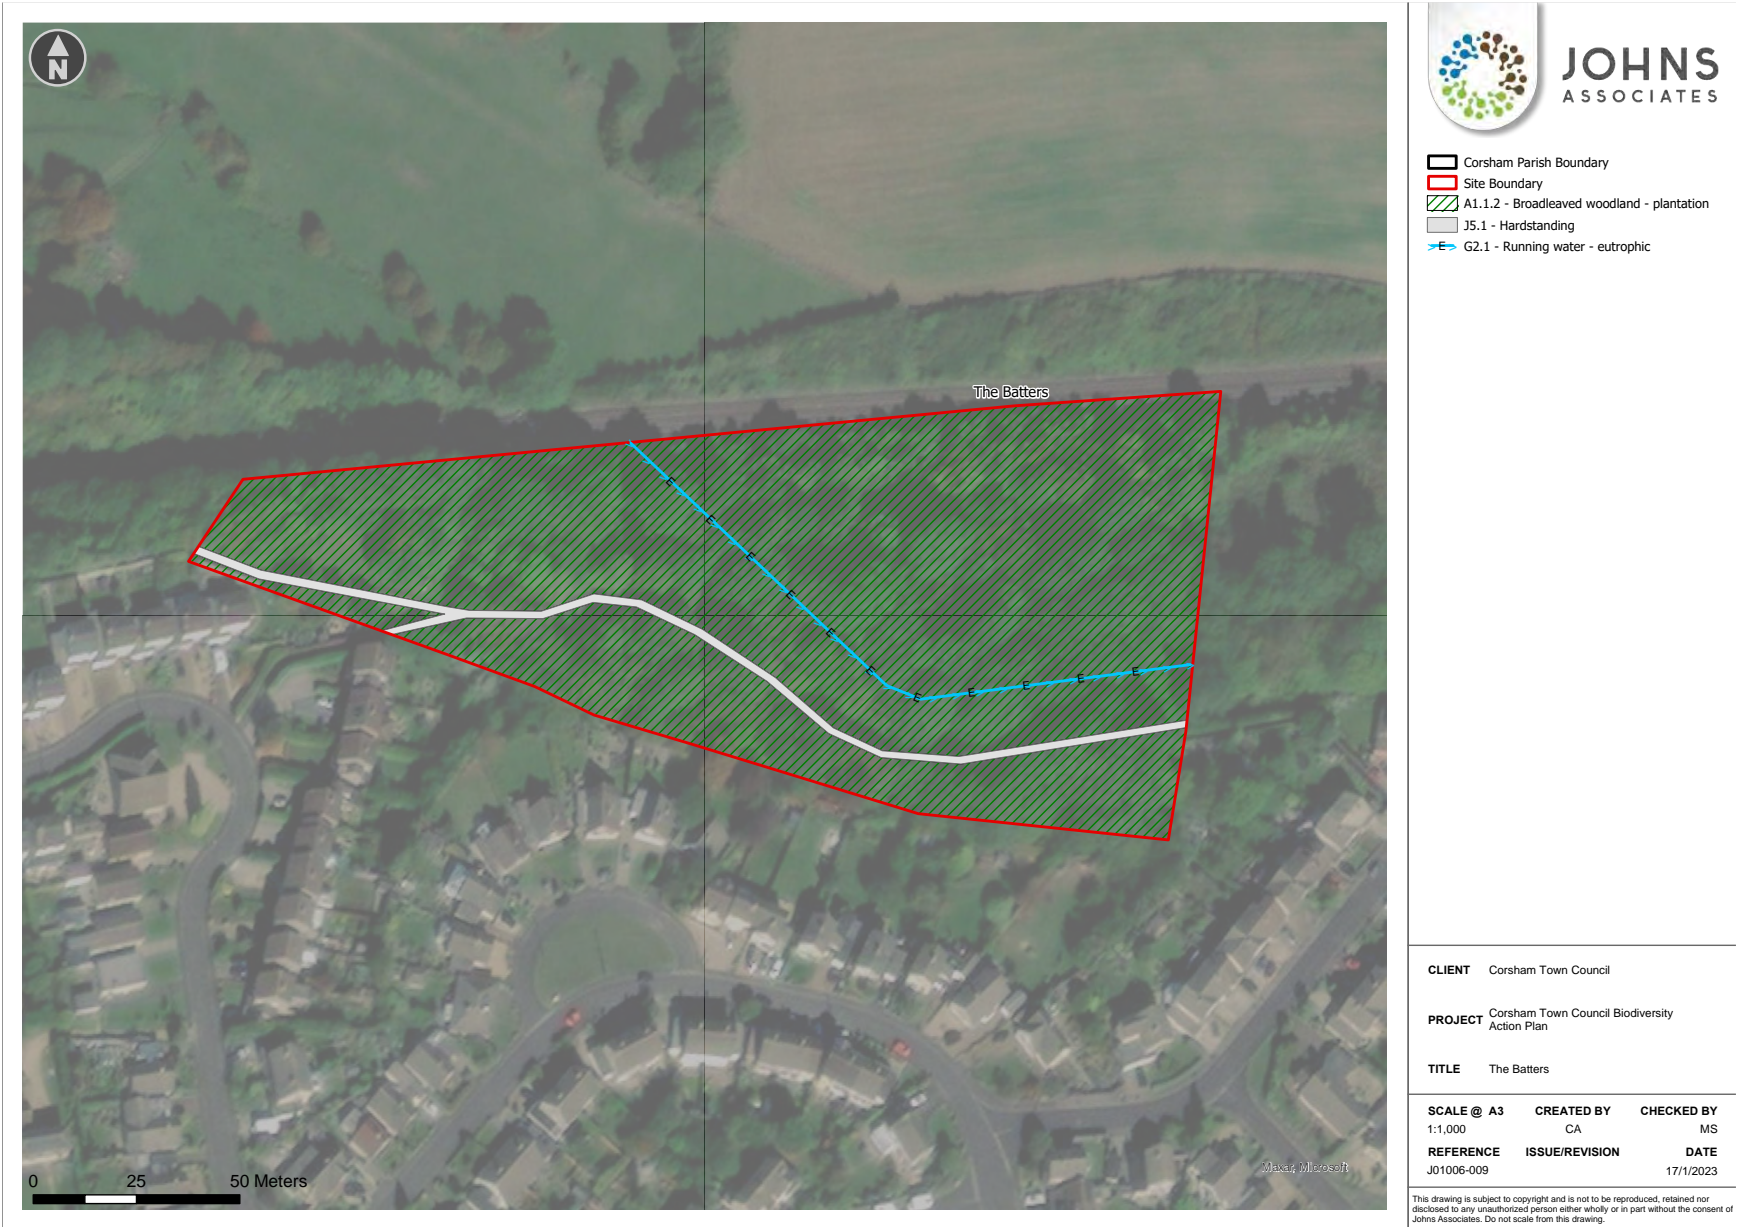 N
JOHNS
ASSOCIATES
Corsham Parish Boundary
Site Boundary
A1.1.2 - Broadleaved woodland - plantation
J5.1 - Hardstanding
E G2.1 - Running water - eutrophic
The Batters
E
E
E
E
E
E
E
E
E
E
E
0 25 50 Meters
Maxar, Microsoft
CLIENT Corsham Town Council
PROJECT Corsham Town Council Biodiversity
Action Plan
TITLE The Batters
SCALE @ A3 CREATED BY CHECKED BY
1:1,000 CA MS
REFERENCE ISSUE/REVISION DATE
J01006-009 17/1/2023
This drawing is subject to copyright and is not to be reproduced, retained nor
disclosed to any unauthorized person either wholly or in part without the consent of
Johns Associates. Do not scale from this drawing.